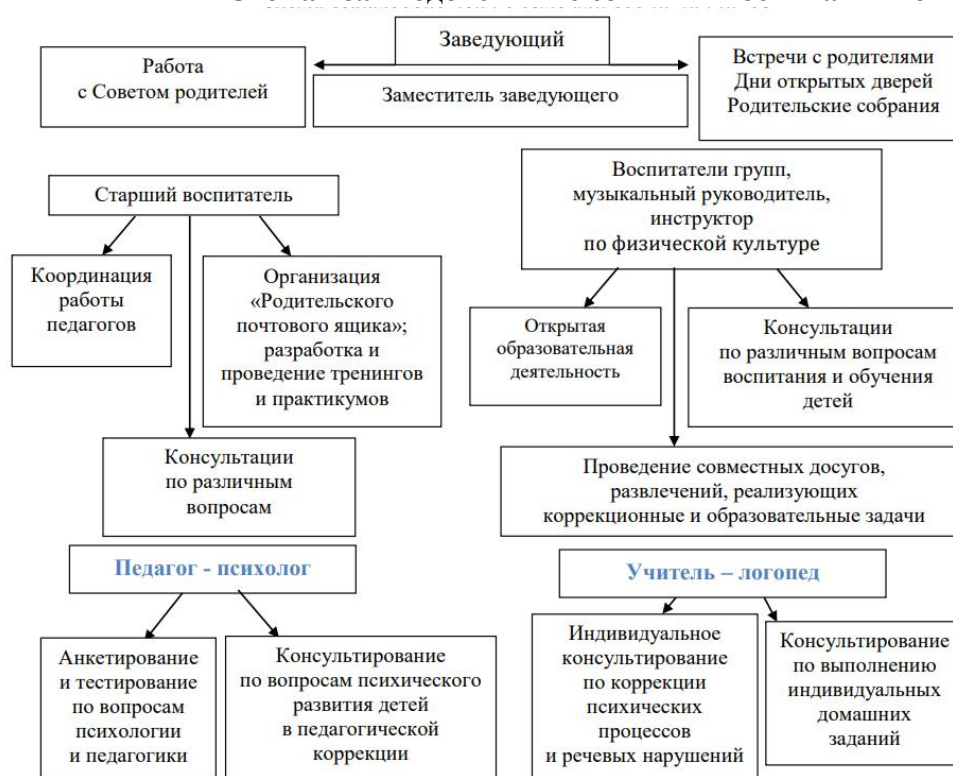 Заведующий
Работа
с Советом родителей
Заместитель заведующего
Встречи с родителями
Дни открытых дверей
Родительские собрания
Старший воспитатель
Воспитатели групп,
музыкальный руководитель,
инструктор
по физической культуре
Координация
работы
педагогов
Организация
«Родительского
почтового ящика»;
разработка и
проведение тренингов
и практикумов
Открытая
образовательная
деятельность
Консультации
по различным вопросам
воспитания и обучения
детей
Консультации
по различным
вопросам
Проведение совместных досугов,
развлечений, реализующих
коррекционные и образовательные задачи
Педагог - психолог
Учитель – логопед
Анкетирование
и тестирование
по вопросам
психологии
и педагогики
Консультирование
по вопросам психического
развития детей
в педагогической
коррекции
Индивидуальное
консультирование
по коррекции
психических
процессов
и речевых нарушений
Консультирование
по выполнению
индивидуальных
домашних
заданий